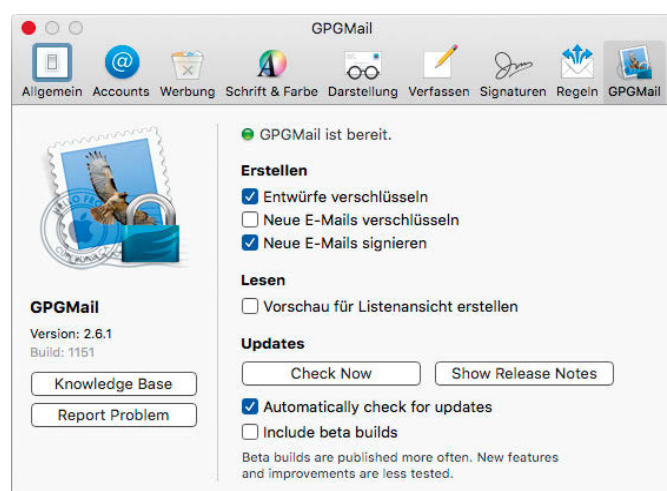 GPGMail
Allgemein Accounts Werbung Schrift & Farbe Darstellung Verfassen Signaturen Regeln GPGMail
GPGMail ist bereit.
Erstellen
Entwürfe verschlüsseln
Neue E-Mails verschlüsseln
Neue E-Mails signieren
Lesen
Vorschau für Listenansicht erstellen
Updates
Check Now Show Release Notes
Automatically check for updates
Include beta builds
Beta builds are published more often. New features
and improvements are less tested.
HELLO FROM
GPGMail
Version: 2.6.1
Build: 1151
Knowledge Base
Report Problem